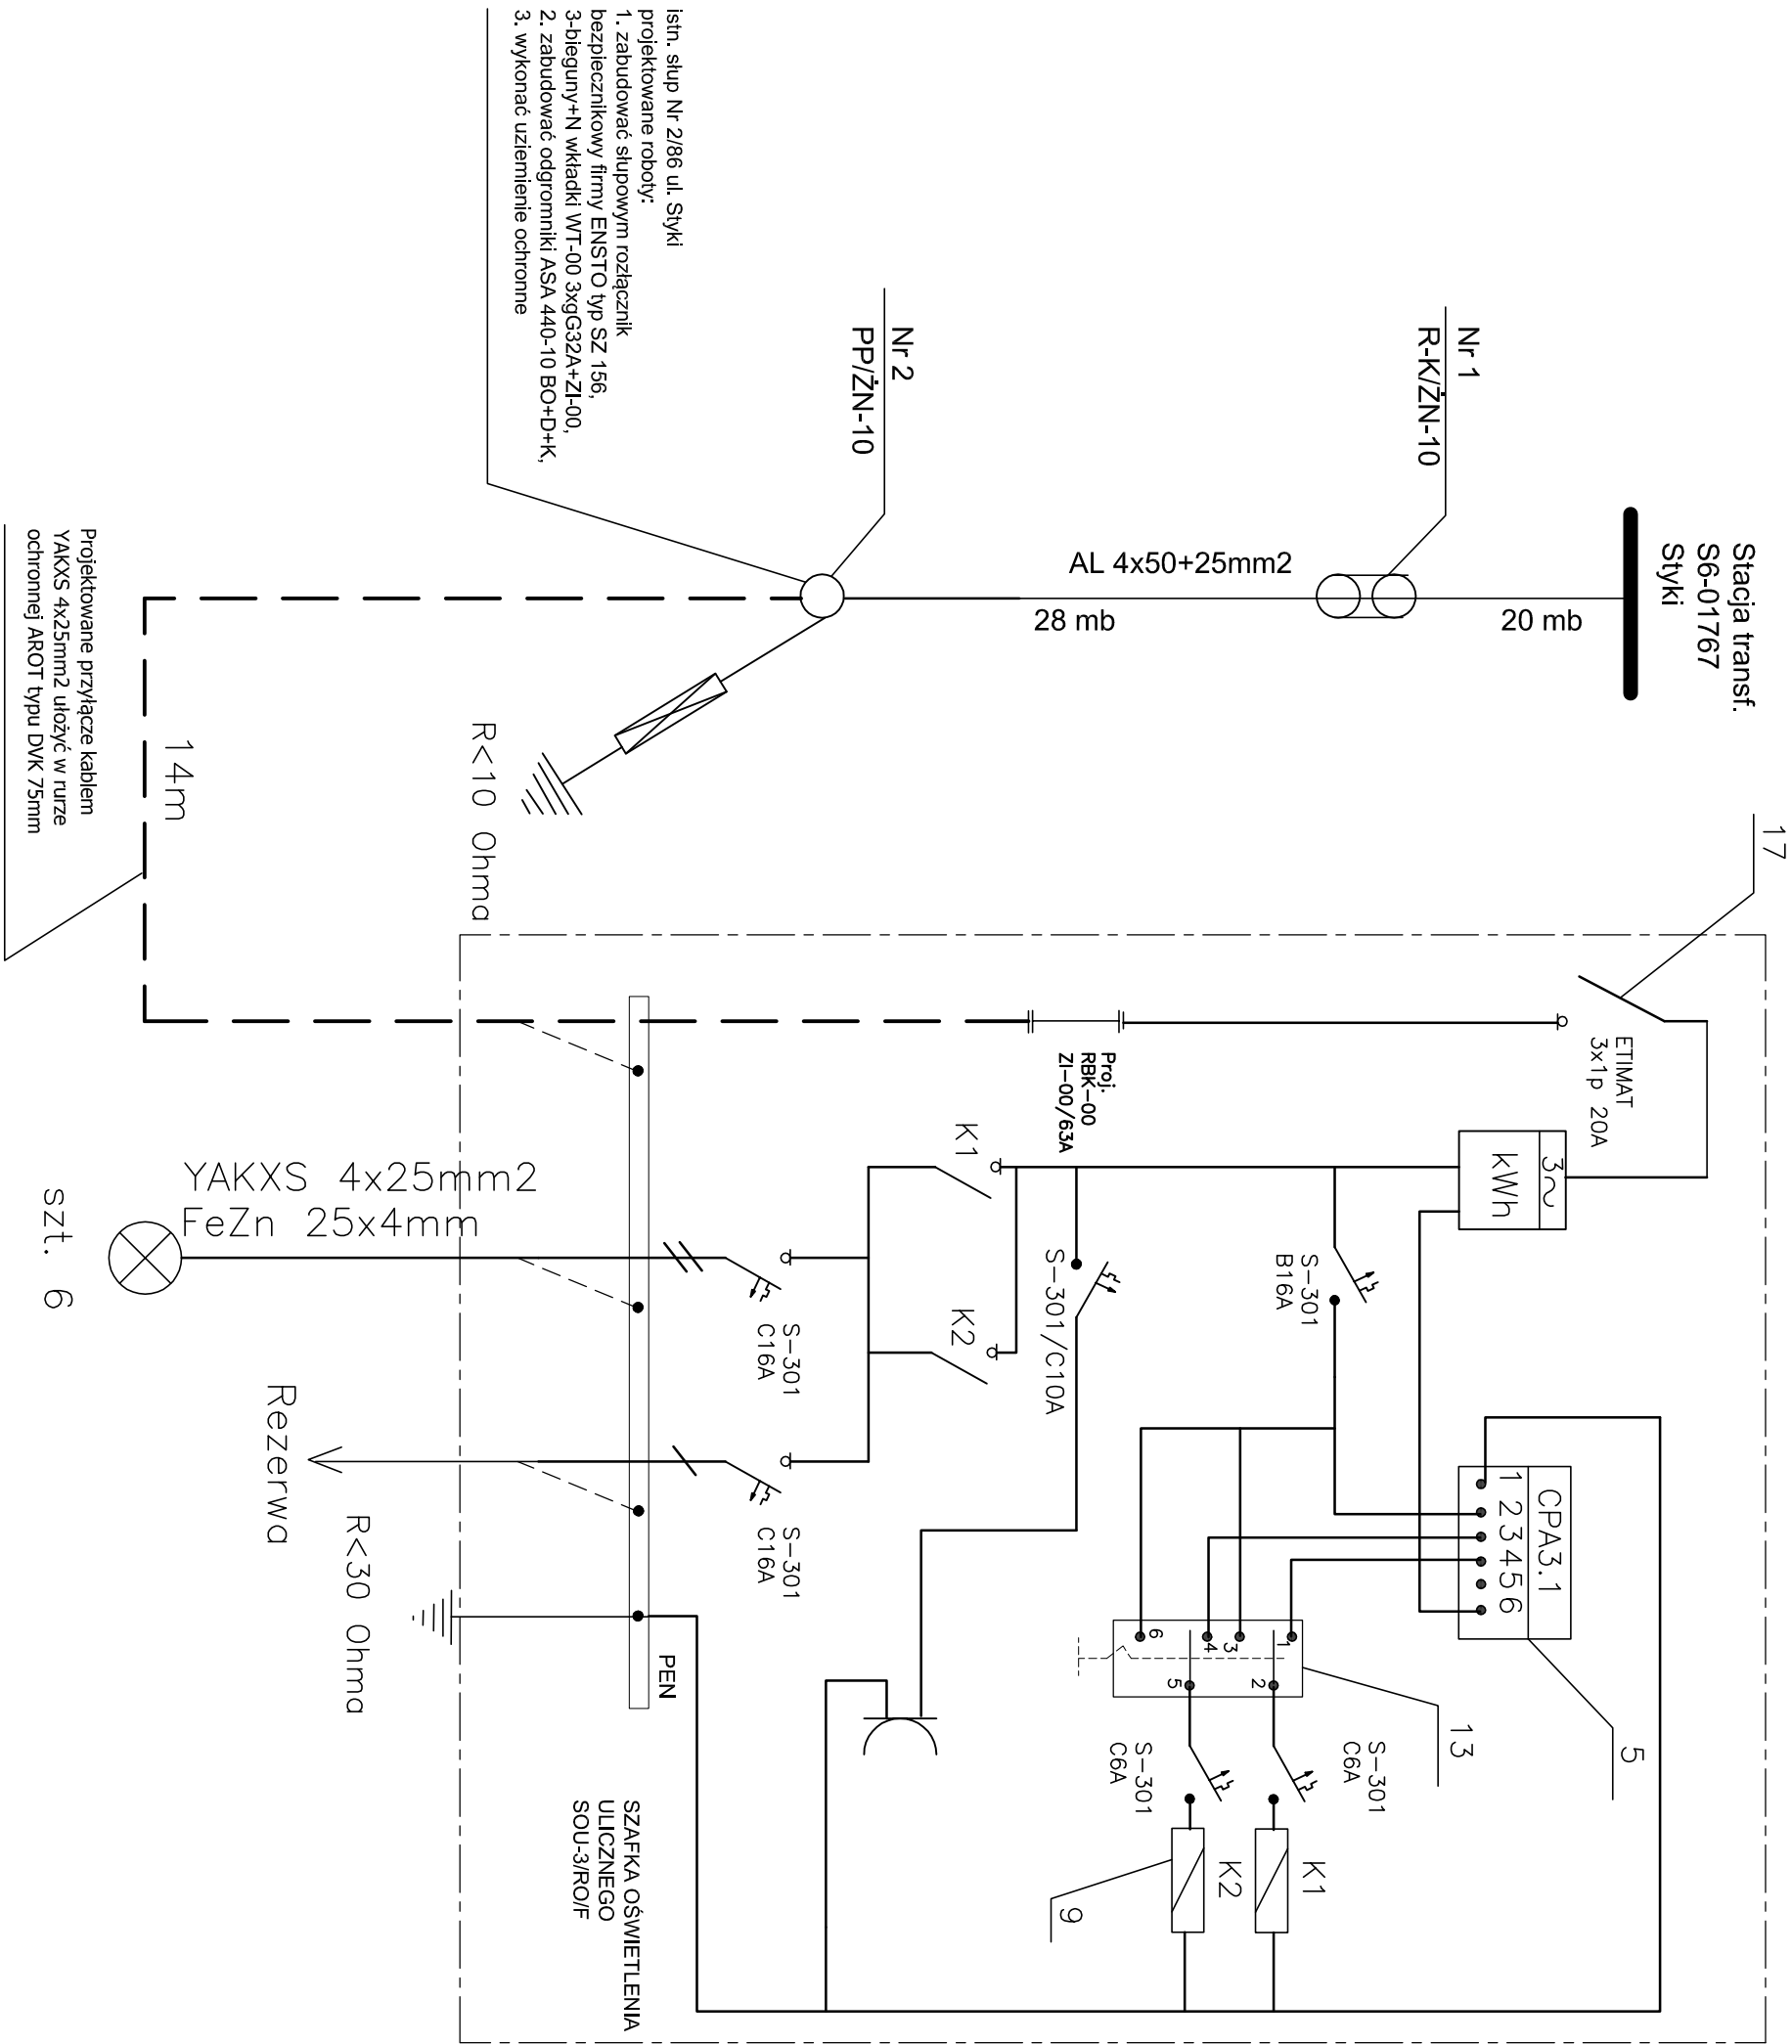 Stacja transf.
S6-01767
Styki
Nr 1
R-K/ŻN-10
20 mb
AL 4x50+25mm2
28 mb
Nr 2
PP/ŻN-10
istn. słup Nr 2/86 ul. Styki
projektowane roboty:
1. zabudować słupowym rozłącznik
bezpiecznikowy firmy ENSTO typ SZ 156,
3-bieguny+N wkładki WT-00 3xgG32A+ZI-00,
2. zabudować odgromniki ASA 440-10 BO+D+K,
3. wykonać uziemienie ochronne
R<10 Ohma
14m
Projektowane przyłącze kablem
YAKXS 4x25mm2 ułożyć w rurze
ochronnej AROT typu DVK 75mm
17
ETIMAT
3x1p 20A
Proj.
RBK-00
ZI-00/63A
3~
kWh
S-301
B16A
CPA3.1
1 2 3 4 5 6
5
K1
K2
S-301/C10A
1
3
4
6
2
5
13
S-301
C6A
S-301
C6A
K1
K2
9
S-301
C16A
S-301
C16A
YAKXS 4x25mm2
FeZn 25x4mm
szt. 6
Rezerwa
R<30 Ohma
PEN
SZAFKA OŚWIETLENIA
ULICZNEGO
SOU-3/RO/F